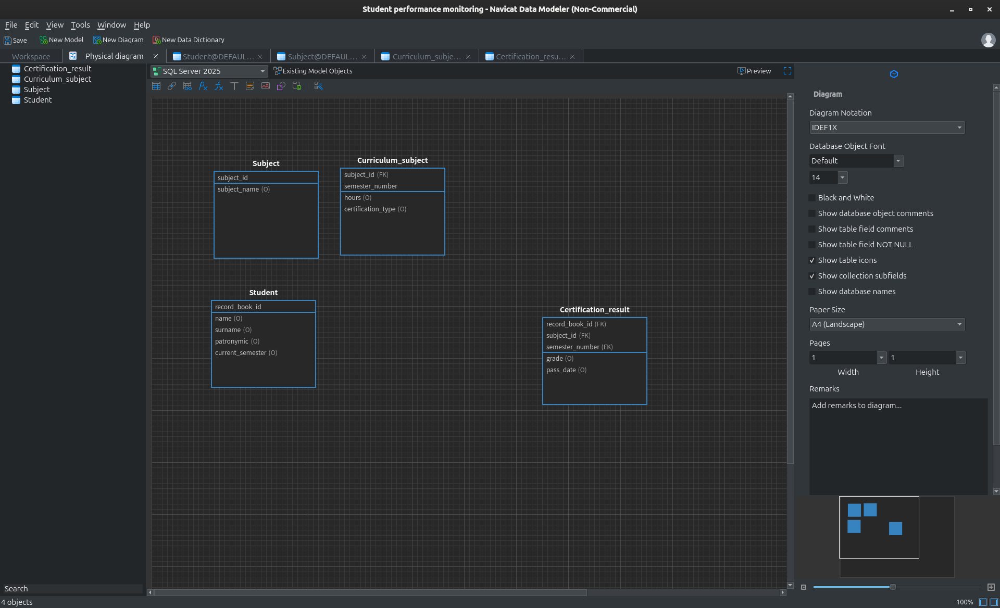 Student performance monitoring - Navicat Data Modeler (Non-Commercial)
File Edit View Tools Window Help
Save New Model New Diagram New Data Dictionary
Workspace Physical diagram Student@DEFAUL... Subject@DEFAUL... Curriculum_subje... Certification_resu...
Certification_result
Curriculum_subject
Subject
Student
SQL Server 2025 Existing Model Objects Preview
Subject
subject_id
subject_name (O)
Curriculum_subject
subject_id (FK)
semester_number
hours (O)
certification_type (O)
Student
record_book_id
name (O)
surname (O)
patronymic (O)
current_semester (O)
Certification_result
record_book_id (FK)
subject_id (FK)
semester_number (FK)
grade (O)
pass_date (O)
Diagram
Diagram Notation
IDEF1X
Database Object Font
Default
14
Black and White
Show database object comments
Show table field comments
Show table field NOT NULL
Show table icons
Show collection subfields
Show database names
Paper Size
A4 (Landscape)
Pages
1 1
Width Height
Remarks
Add remarks to diagram...
Search
4 objects
100%